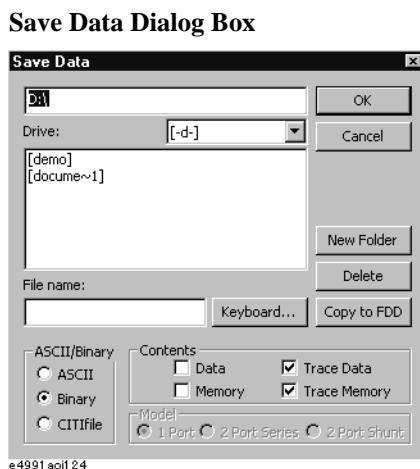 Save Data Dialog Box
Save Data
D:\
OK
Drive:
[-d-]
Cancel
[demo]
[docume~1]
New Folder
Delete
File name:
Keyboard...
Copy to FDD
ASCII/Binary
ASCII
Binary
CITIfile
Contents
Data
Trace Data
Memory
Trace Memory
Model
1 Port
2 Port Series
2 Port Shunt
e4991aoi124